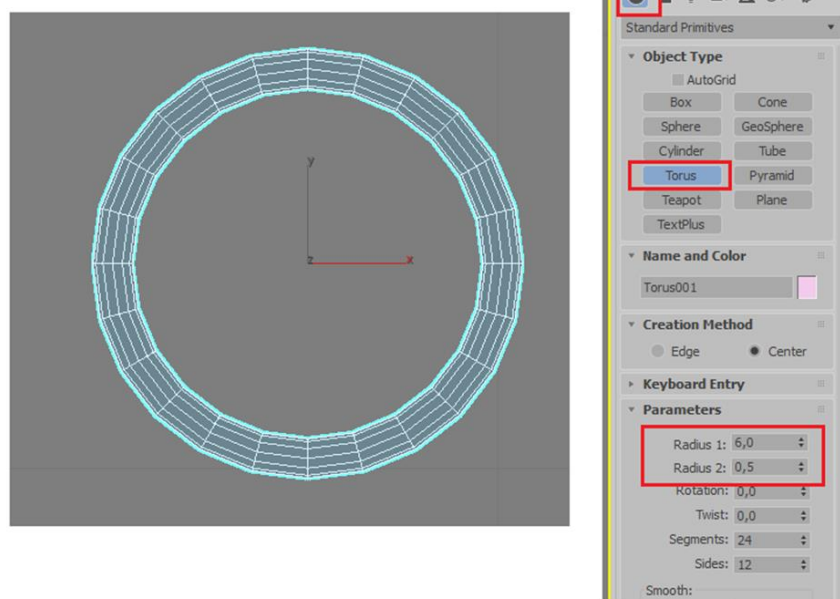 y
z
x
Standard Primitives
Object Type
AutoGrid
Box Cone
Sphere GeoSphere
Cylinder Tube
Torus Pyramid
Teapot Plane
TextPlus
Name and Color
Torus001
Creation Method
Edge Center
Keyboard Entry
Parameters
Radius 1: 6,0
Radius 2: 0,5
Rotation: 0,0
Twist: 0,0
Segments: 24
Sides: 12
Smooth: